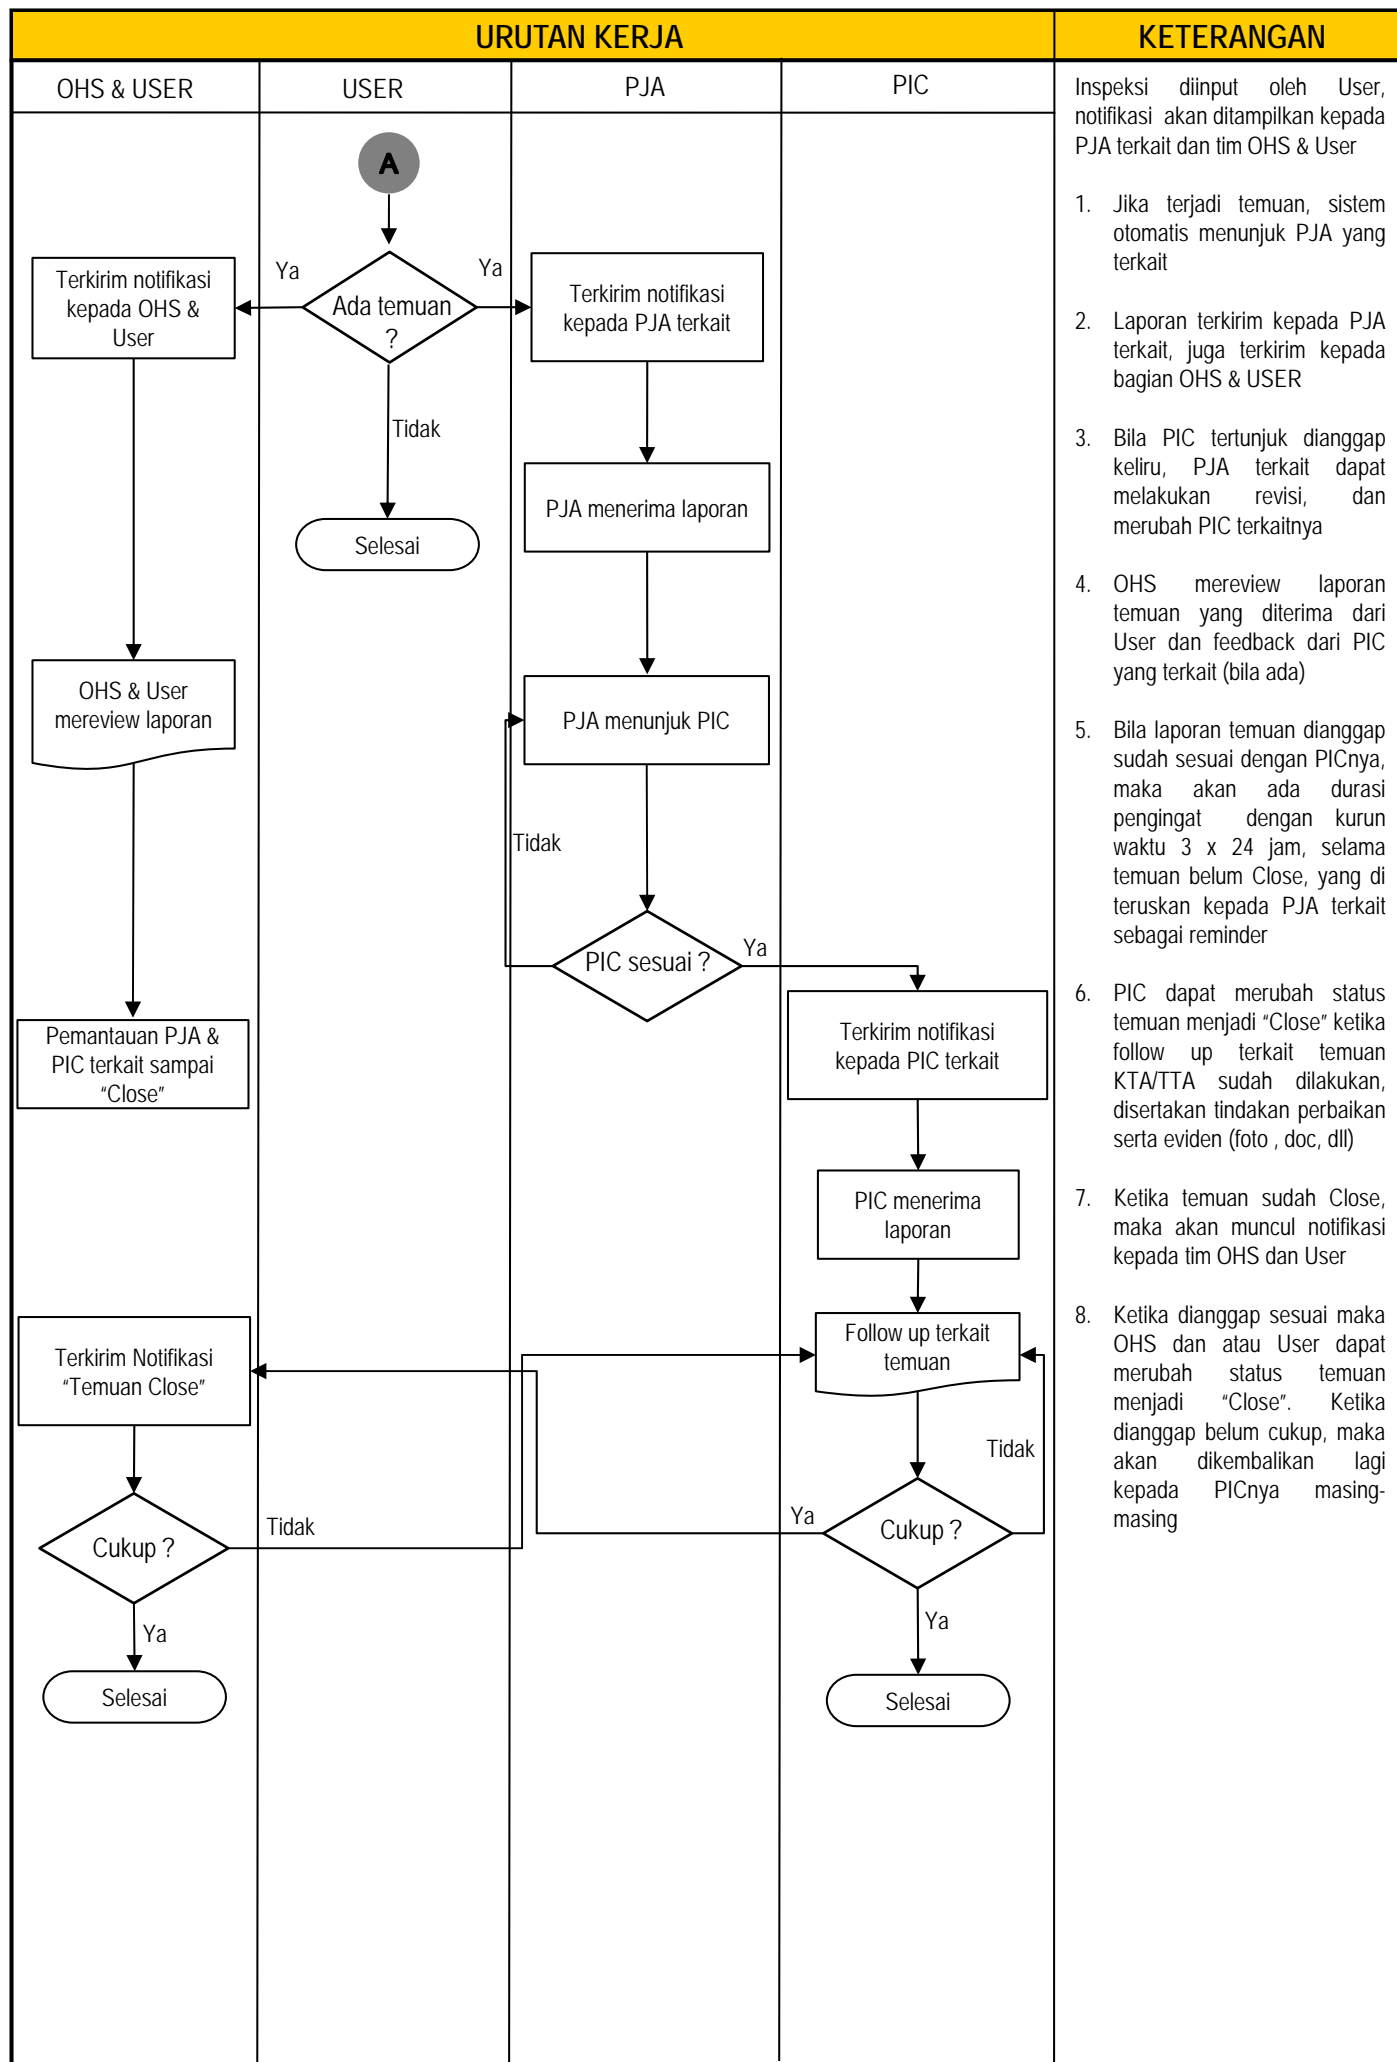 URUTAN KERJA
KETERANGAN
OHS & USER
USER
PJA
PIC
A
Ya
Ya
Terkirim notifikasi
kepada OHS &
User
Ada temuan
?
Terkirim notifikasi
kepada PJA terkait
Tidak
Selesai
PJA menerima laporan
OHS & User
mereview laporan
PJA menunjuk PIC
Tidak
PIC sesuai ?
Ya
Pemantauan PJA &
PIC terkait sampai
“Close”
Terkirim notifikasi
kepada PIC terkait
PIC menerima
laporan
Terkirim Notifikasi
“Temuan Close”
Follow up terkait
temuan
Tidak
Ya
Cukup ?
Tidak
Cukup ?
Ya
Ya
Selesai
Selesai
Inspeksi diinput oleh User,
notifikasi akan ditampilkan kepada
PJA terkait dan tim OHS & User
1. Jika terjadi temuan, sistem
otomatis menunjuk PJA yang
terkait
2. Laporan terkirim kepada PJA
terkait, juga terkirim kepada
bagian OHS & USER
3. Bila PIC tertunjuk dianggap
keliru, PJA terkait dapat
melakukan revisi, dan
merubah PIC terkaitnya
4. OHS mereview laporan
temuan yang diterima dari
User dan feedback dari PIC
yang terkait (bila ada)
5. Bila laporan temuan dianggap
sudah sesuai dengan PICnya,
maka akan ada durasi
pengingat dengan kurun
waktu 3 x 24 jam, selama
temuan belum Close, yang di
teruskan kepada PJA terkait
sebagai reminder
6. PIC dapat merubah status
temuan menjadi “Close” ketika
follow up terkait temuan
KTA/TTA sudah dilakukan,
disertakan tindakan perbaikan
serta eviden (foto , doc, dll)
7. Ketika temuan sudah Close,
maka akan muncul notifikasi
kepada tim OHS dan User
8. Ketika dianggap sesuai maka
OHS dan atau User dapat
merubah status temuan
menjadi “Close”. Ketika
dianggap belum cukup, maka
akan dikembalikan lagi
kepada PICnya masing-
masing